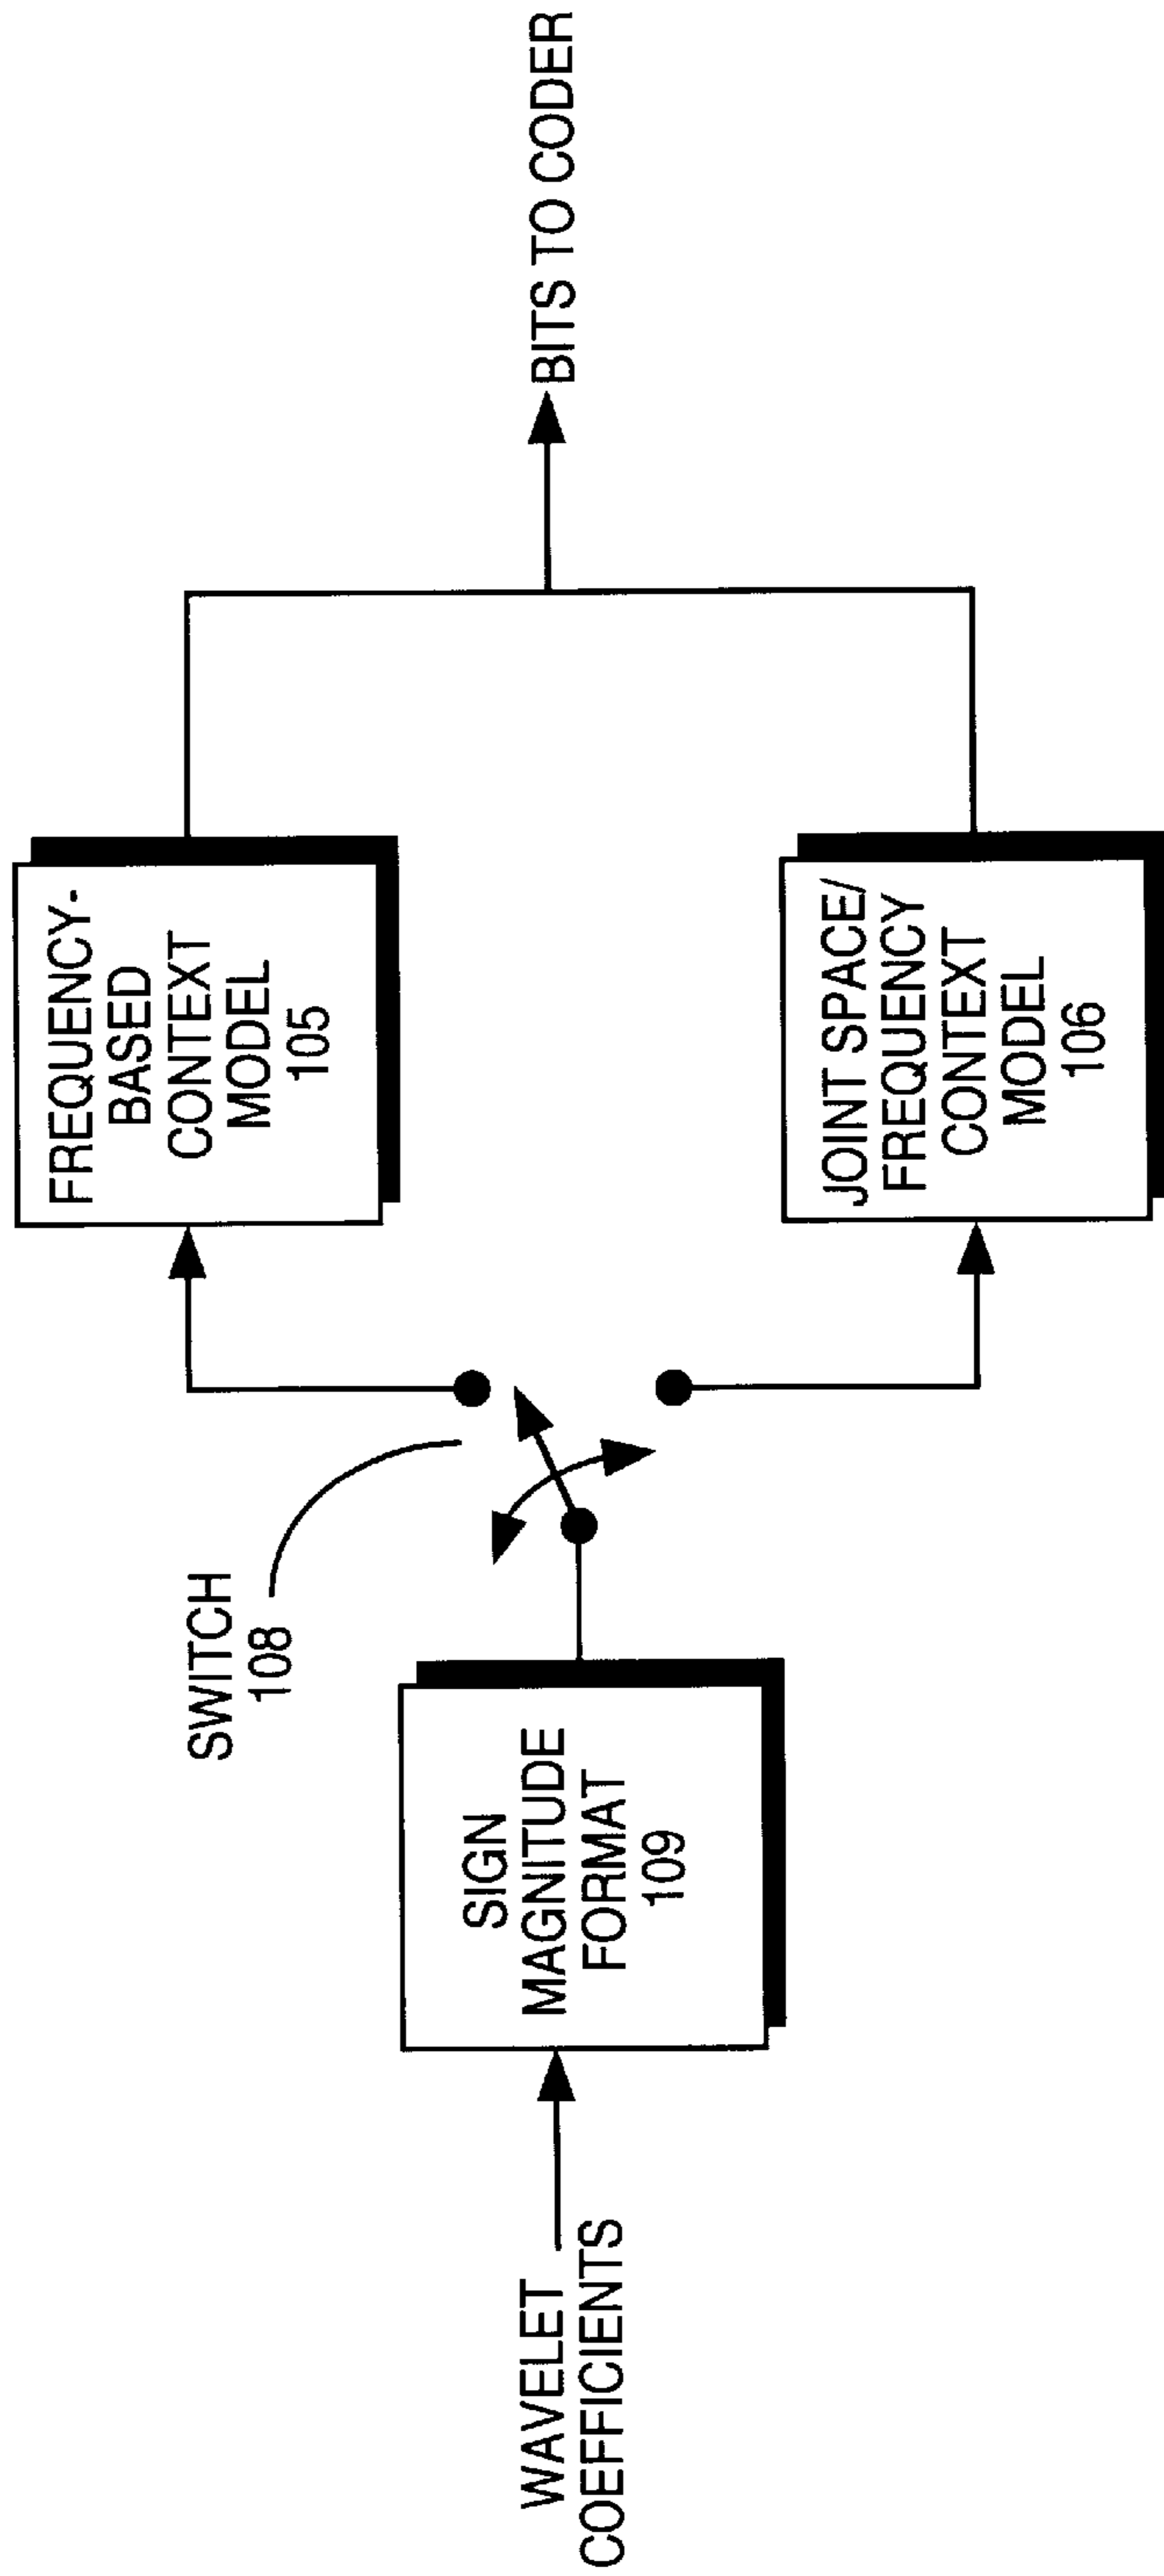 WAVELET
COEFFICIENTS
SIGN
MAGNITUDE
FORMAT
109
SWITCH
108
FREQUENCY-
BASED
CONTEXT
MODEL
105
JOINT SPACE/
FREQUENCY
CONTEXT
MODEL
106
BITS TO CODER